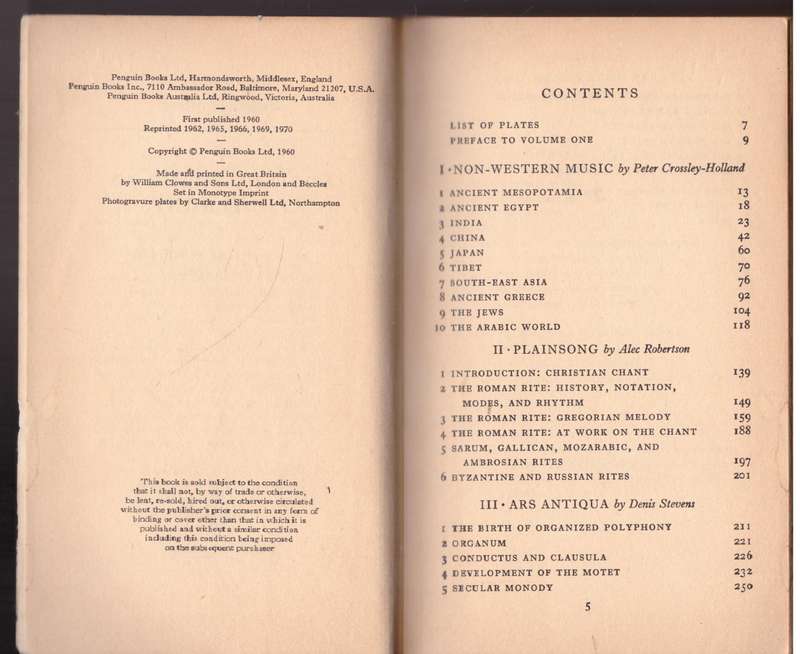 Penguin Books Ltd, Harmondsworth, Middlesex, England
Penguin Books Inc., 7110 Ambassador Road, Baltimore, Maryland 21207, U.S.A.
Penguin Books Australia Ltd, Ringwood, Victoria, Australia
First published 1960
Reprinted 1962, 1965, 1966, 1969, 1970
Copyright © Penguin Books Ltd, 1960
Made and printed in Great Britain
by William Clowes and Sons Ltd, London and Beccles
Set in Monotype Imprint
Photogravure plates by Clarke and Sherwell Ltd, Northampton
This book is sold subject to the condition
that it shall not, by way of trade or otherwise,
be lent, re-sold, hired out, or otherwise circulated
without the publisher's prior consent in any form of
binding or cover other than that in which it is
published and without a similar condition
including this condition being imposed
on the subsequent purchaser
CONTENTS
LIST OF PLATES 7
PREFACE TO VOLUME ONE 9
I · NON-WESTERN MUSIC by Peter Crossley-Holland
1 ANCIENT MESOPOTAMIA 13
2 ANCIENT EGYPT 18
3 INDIA 23
4 CHINA 42
5 JAPAN 60
6 TIBET 70
7 SOUTH-EAST ASIA 76
8 ANCIENT GREECE 92
9 THE JEWS 104
10 THE ARABIC WORLD 118
II · PLAINSONG by Alec Robertson
1 INTRODUCTION: CHRISTIAN CHANT 139
2 THE ROMAN RITE: HISTORY, NOTATION,
MODES, AND RHYTHM 149
3 THE ROMAN RITE: GREGORIAN MELODY 159
4 THE ROMAN RITE: AT WORK ON THE CHANT 188
5 SARUM, GALLICAN, MOZARABIC, AND
AMBROSIAN RITES 197
6 BYZANTINE AND RUSSIAN RITES 201
III · ARS ANTIQUA by Denis Stevens
1 THE BIRTH OF ORGANIZED POLYPHONY 211
2 ORGANUM 221
3 CONDUCTUS AND CLAUSULA 226
4 DEVELOPMENT OF THE MOTET 232
5 SECULAR MONODY 250
5